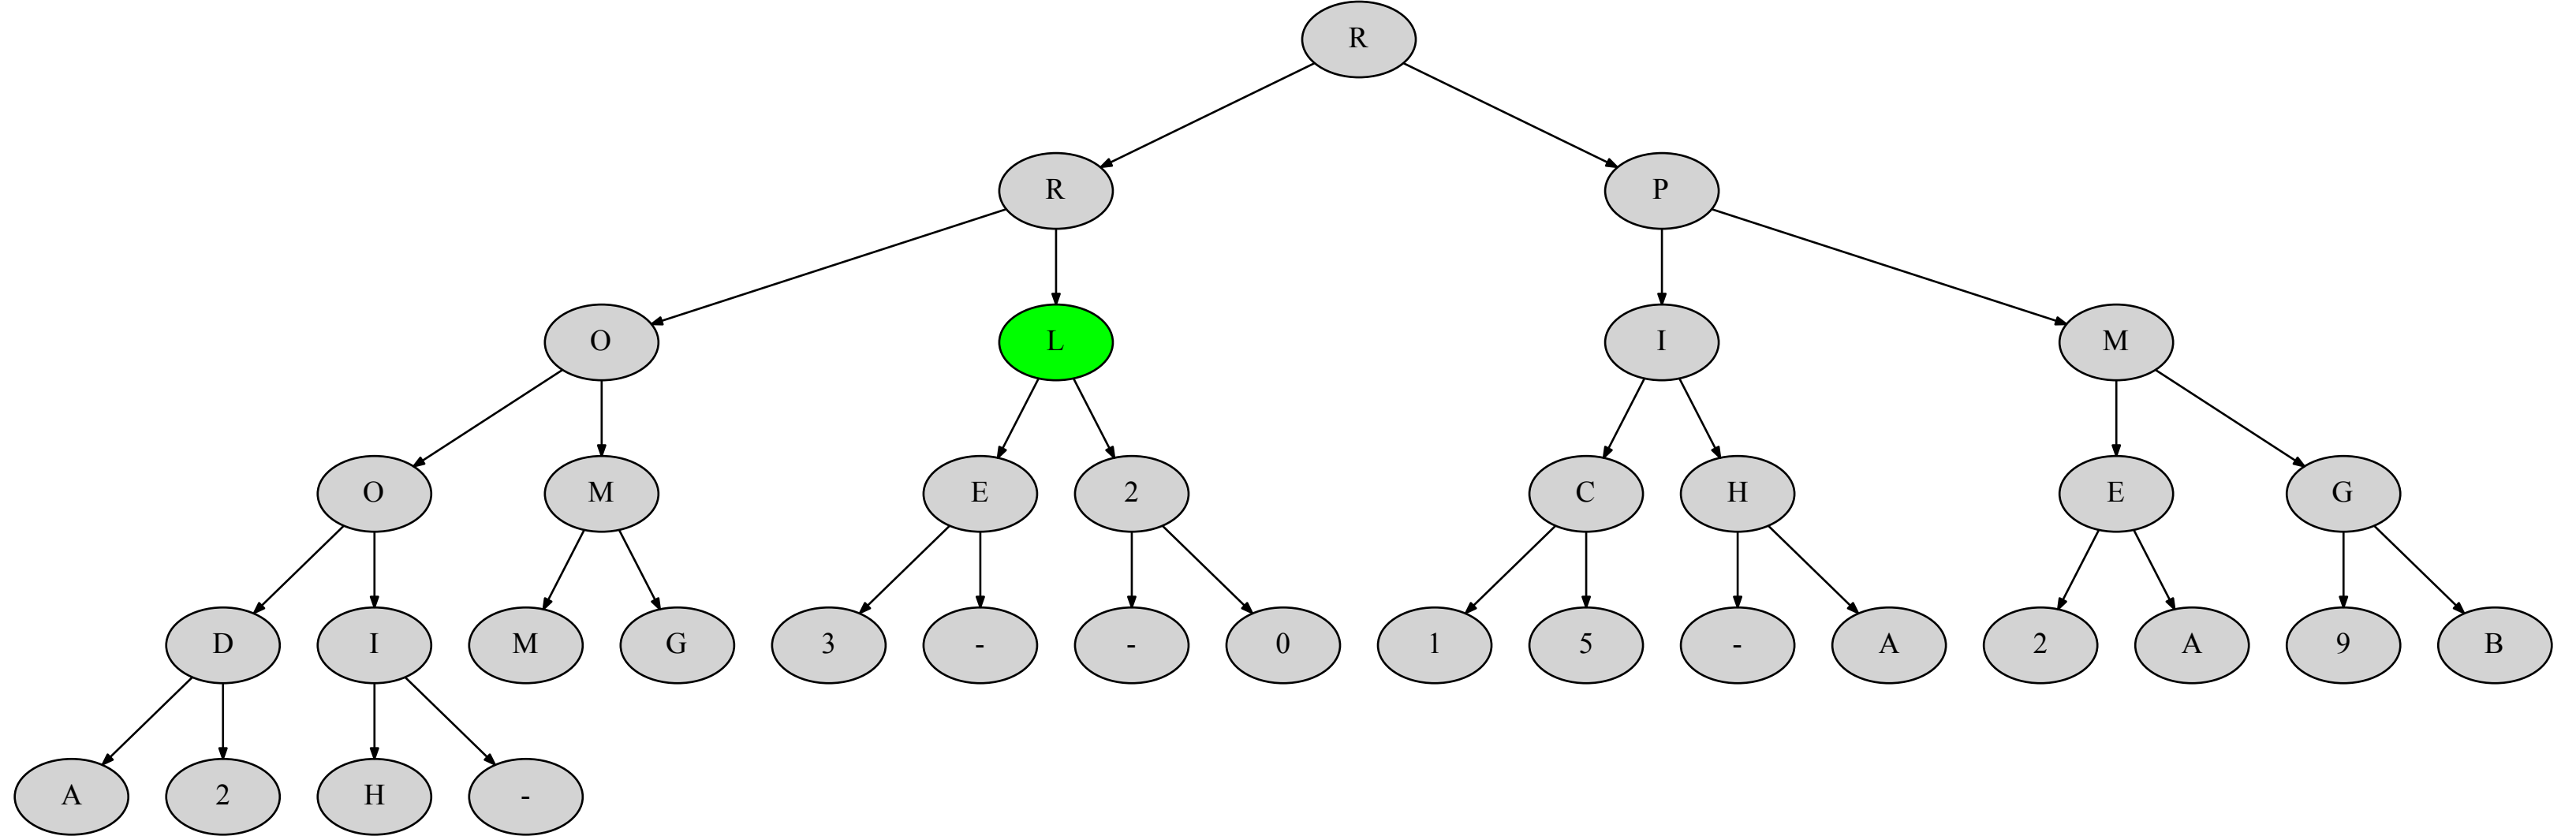 R
R P
O L I M
O M E 2 C H E G
D I M G 3 - - 0 1 5 - A 2 A 9 B
A 2 H -